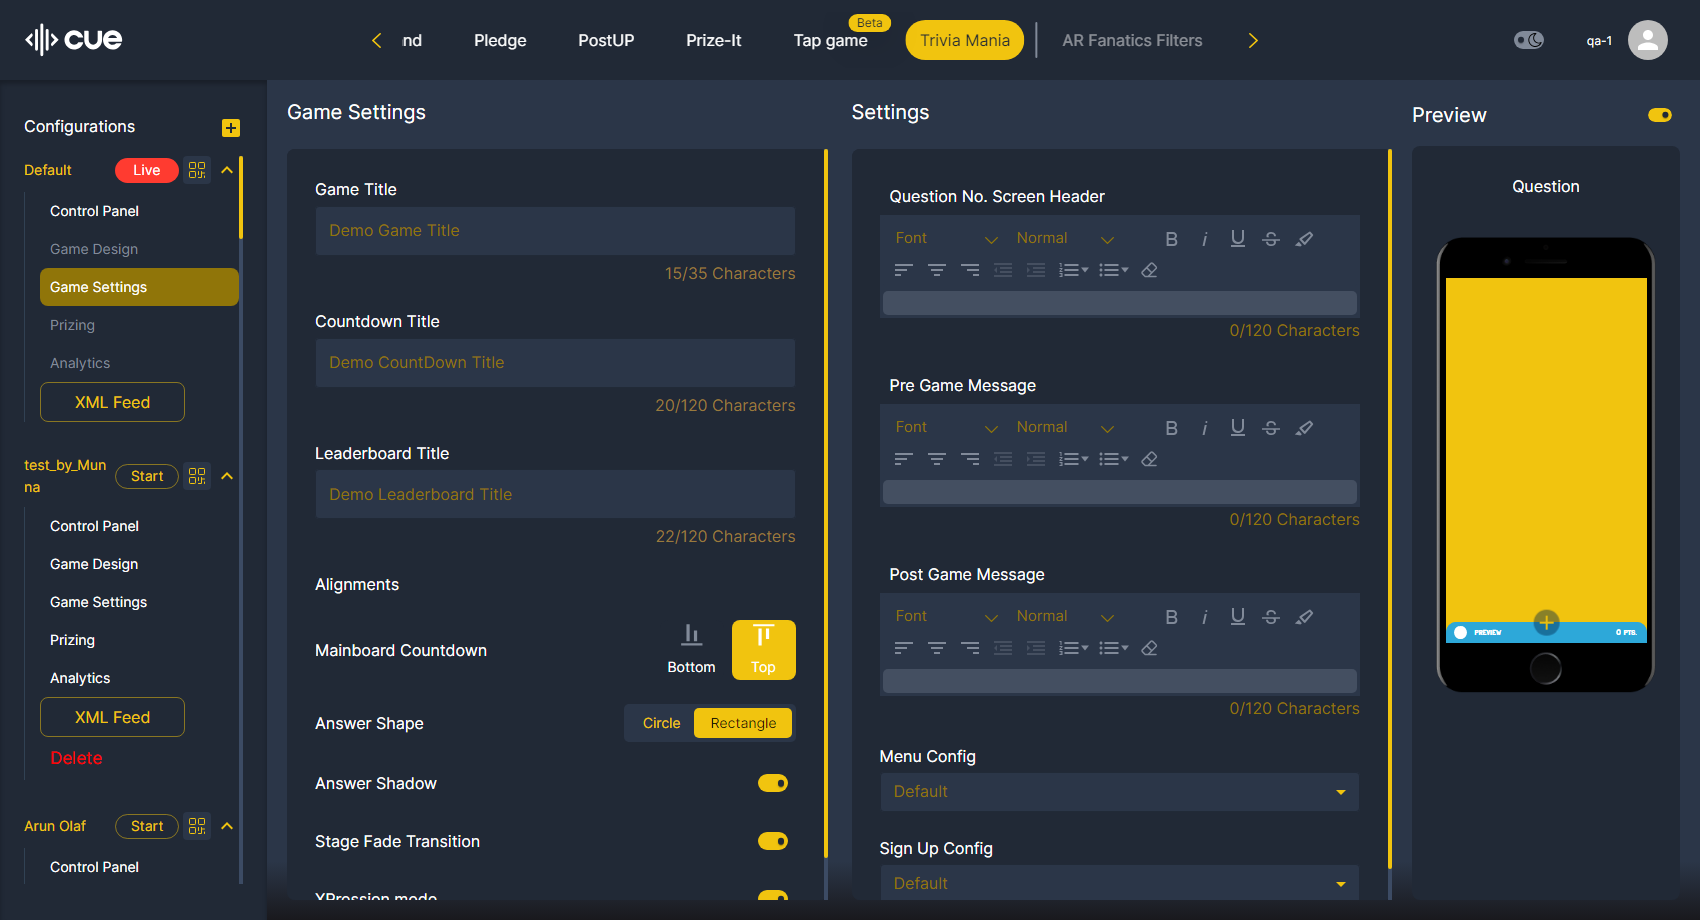 cue
nd
Pledge
PostUP
Prize-It
Tap game
Beta
Trivia Mania
AR Fanatics Filters
qa-1
Configurations
Default
Live
Control Panel
Game Design
Game Settings
Prizing
Analytics
XML Feed
test_by_Mun
na
Start
Control Panel
Game Design
Game Settings
Prizing
Analytics
XML Feed
Delete
Arun Olaf
Start
Control Panel
Game Settings
Game Title
Demo Game Title
15/35 Characters
Countdown Title
Demo CountDown Title
20/120 Characters
Leaderboard Title
Demo Leaderboard Title
22/120 Characters
Alignments
Mainboard Countdown
Bottom
Top
Answer Shape
Circle
Rectangle
Answer Shadow
Stage Fade Transition
XPression mode
Settings
Question No. Screen Header
Font Normal B i U S
0/120 Characters
Pre Game Message
Font Normal B i U S
0/120 Characters
Post Game Message
Font Normal B i U S
0/120 Characters
Menu Config
Default
Sign Up Config
Default
Preview
Question
PREVIEW
0 PTS.